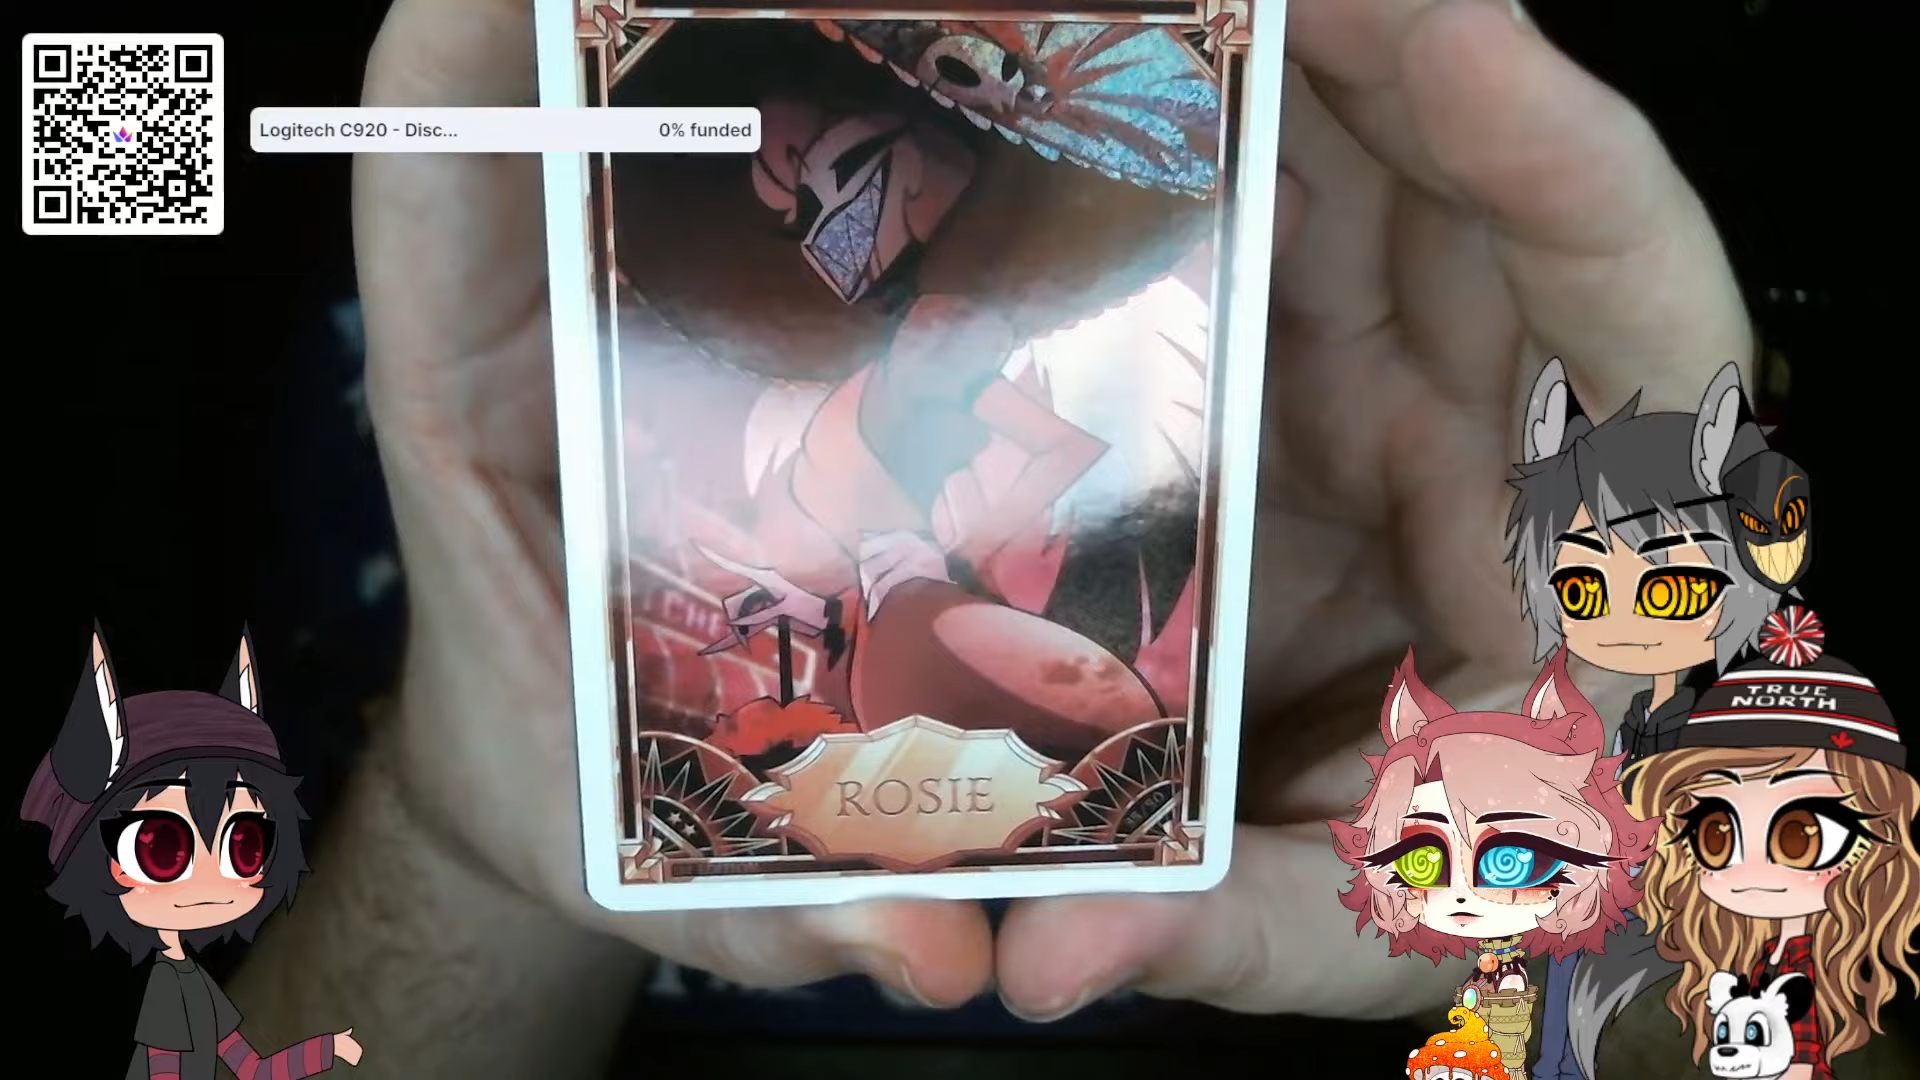 Logitech C920 - Disc...
0% funded
TRUE
NORTH
ROSIE